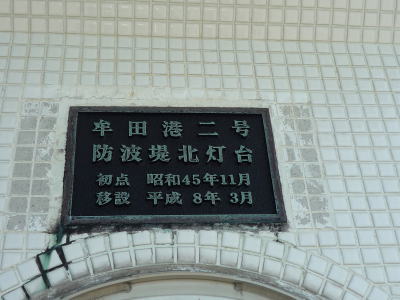 牟田港二号
防波堤北灯台
初点 昭和45年11月
移設 平成 8年 3月